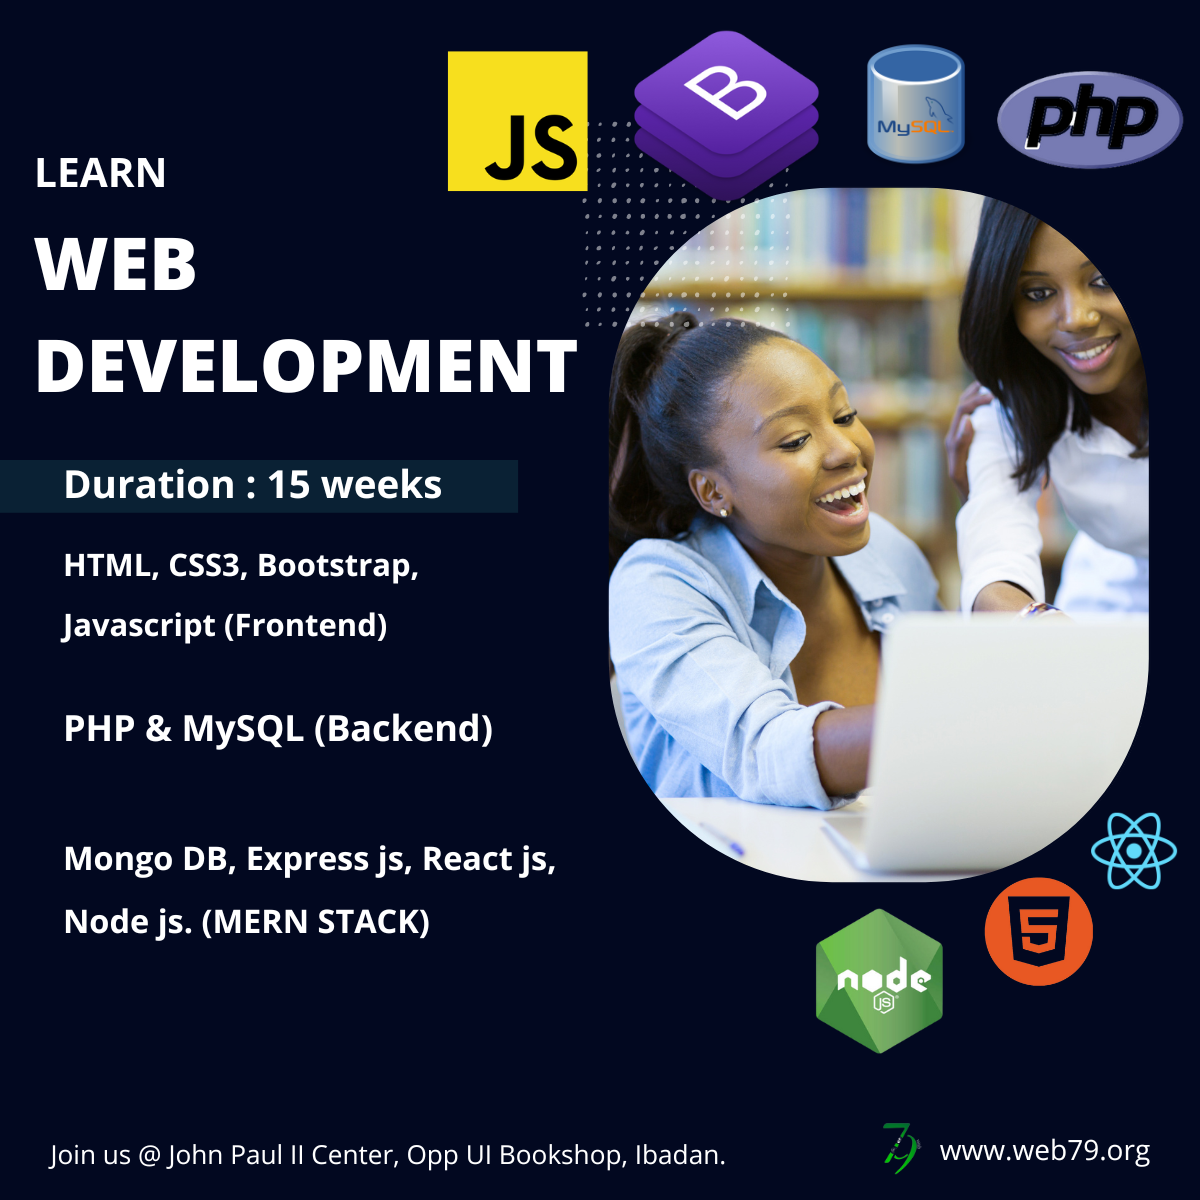 JS
B
MySQL
php
LEARN
WEB
DEVELOPMENT
Duration : 15 weeks
HTML, CSS3, Bootstrap,
Javascript (Frontend)
PHP & MySQL (Backend)
Mongo DB, Express js, React js,
Node js. (MERN STACK)
5
node
JS
Join us @ John Paul II Center, Opp UI Bookshop, Ibadan.
79
www.web79.org